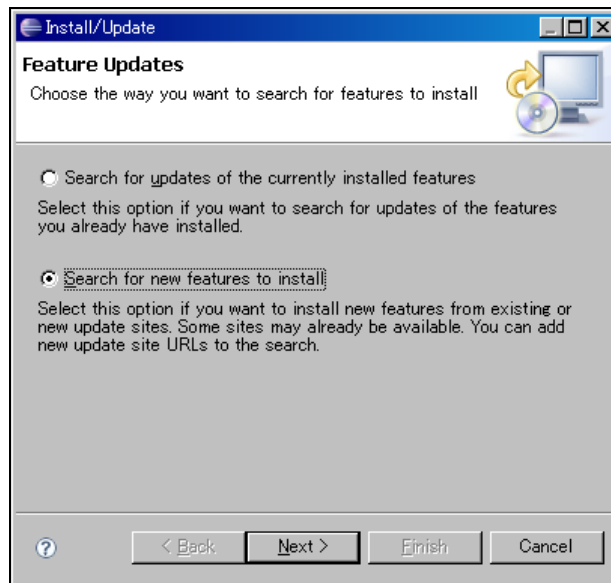 Install/Update
Feature Updates
Choose the way you want to search for features to install
Search for updates of the currently installed features
Select this option if you want to search for updates of the features
you already have installed.
Search for new features to install
Select this option if you want to install new features from existing or
new update sites. Some sites may already be available. You can add
new update site URLs to the search.
? < Back Next > Finish Cancel